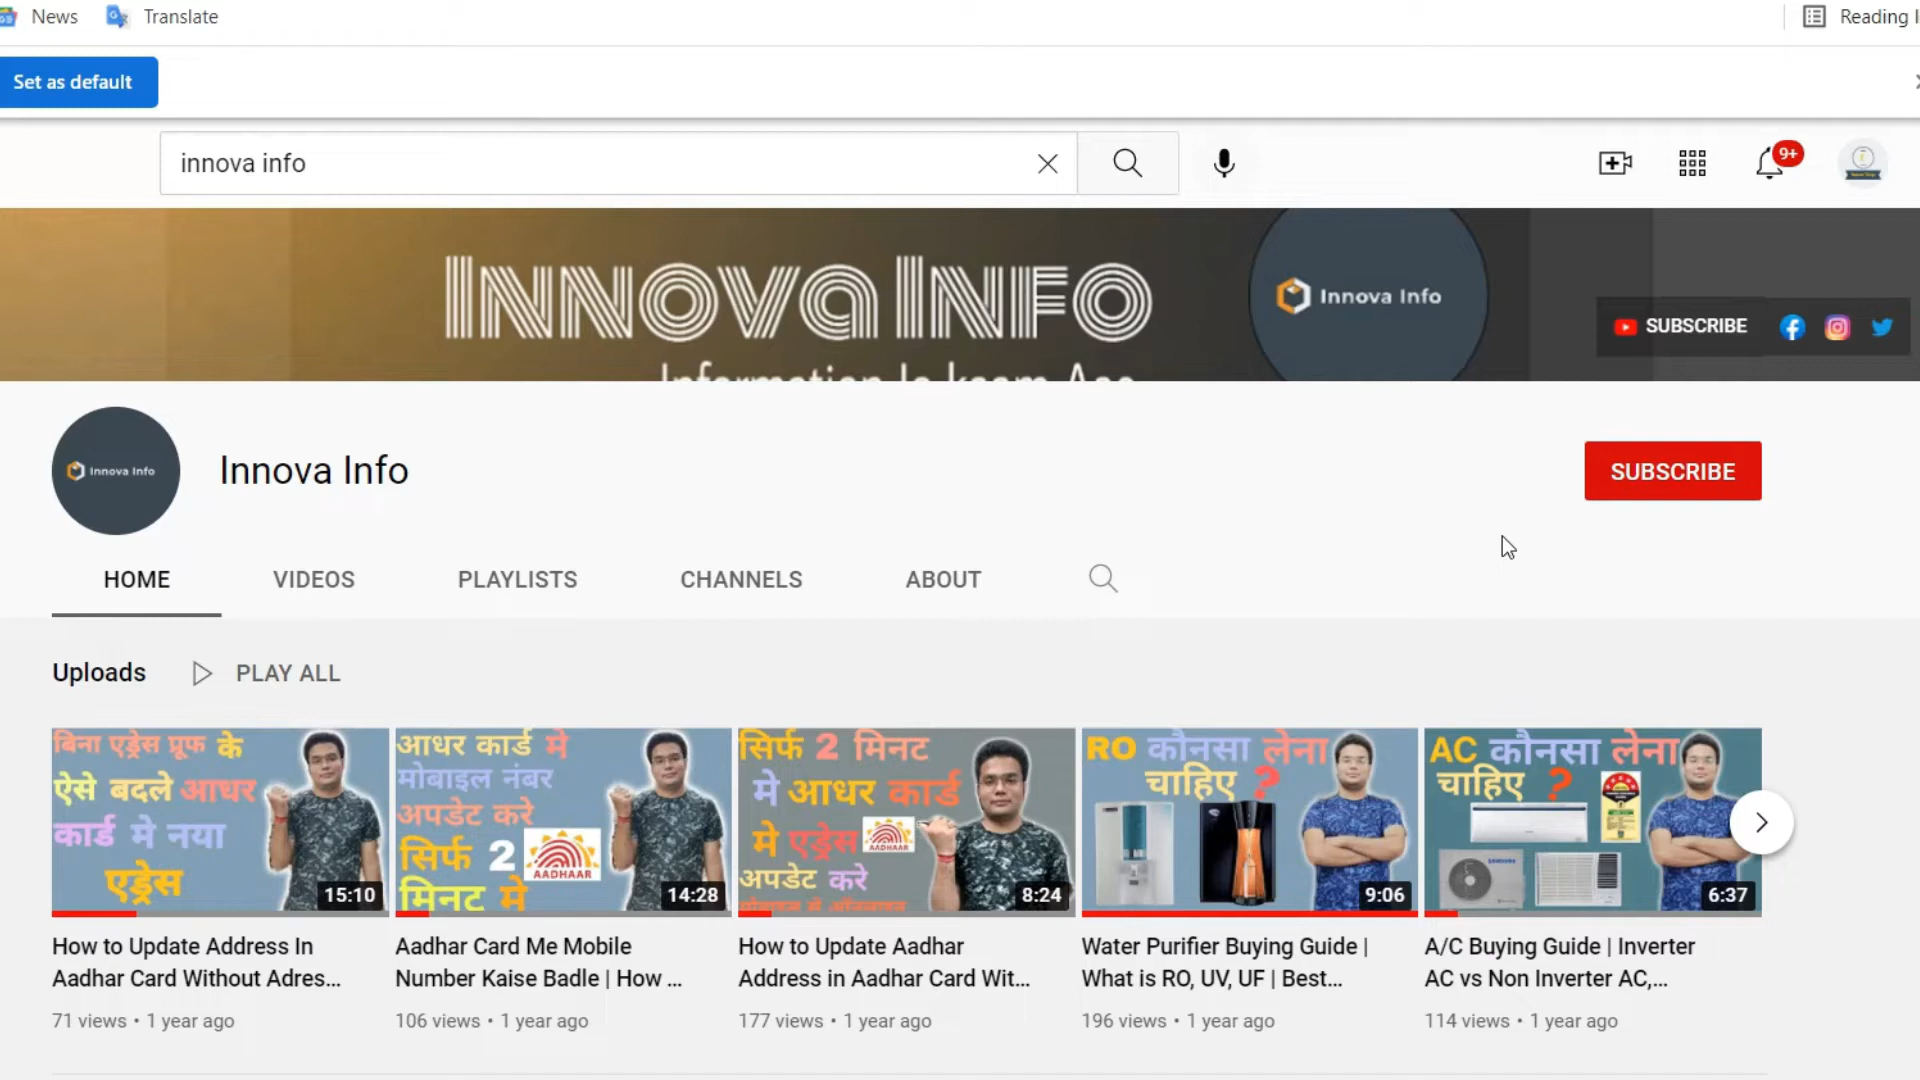 News
Translate
Reading
Set as default
innova info
9+
INNOVA INFO
Innova Info
SUBSCRIBE
Innova Info
Innova Info
SUBSCRIBE
HOME
VIDEOS
PLAYLISTS
CHANNELS
ABOUT
Uploads
PLAY ALL
बिना एड्रेस प्रूफ के
ऐसे बदले आधर
कार्ड मे नया
एड्रेस
15:10
आधर कार्ड मे
मोबाइल नंबर
अपडेट करे
सिर्फ 2
मिनट मे
AADHAAR
14:28
सिर्फ 2 मिनट
मे आधर कार्ड
मे एड्रेस
AADHAAR
अपडेट करे
8:24
RO कौनसा लेना
चाहिए ?
9:06
AC कौनसा लेना
चाहिए ?
SAMSUNG
6:37
How to Update Address In
Aadhar Card Without Adres...
71 views • 1 year ago
Aadhar Card Me Mobile
Number Kaise Badle | How ...
106 views • 1 year ago
How to Update Aadhar
Address in Aadhar Card Wit...
177 views • 1 year ago
Water Purifier Buying Guide |
What is RO, UV, UF | Best...
196 views • 1 year ago
A/C Buying Guide | Inverter
AC vs Non Inverter AC,...
114 views • 1 year ago